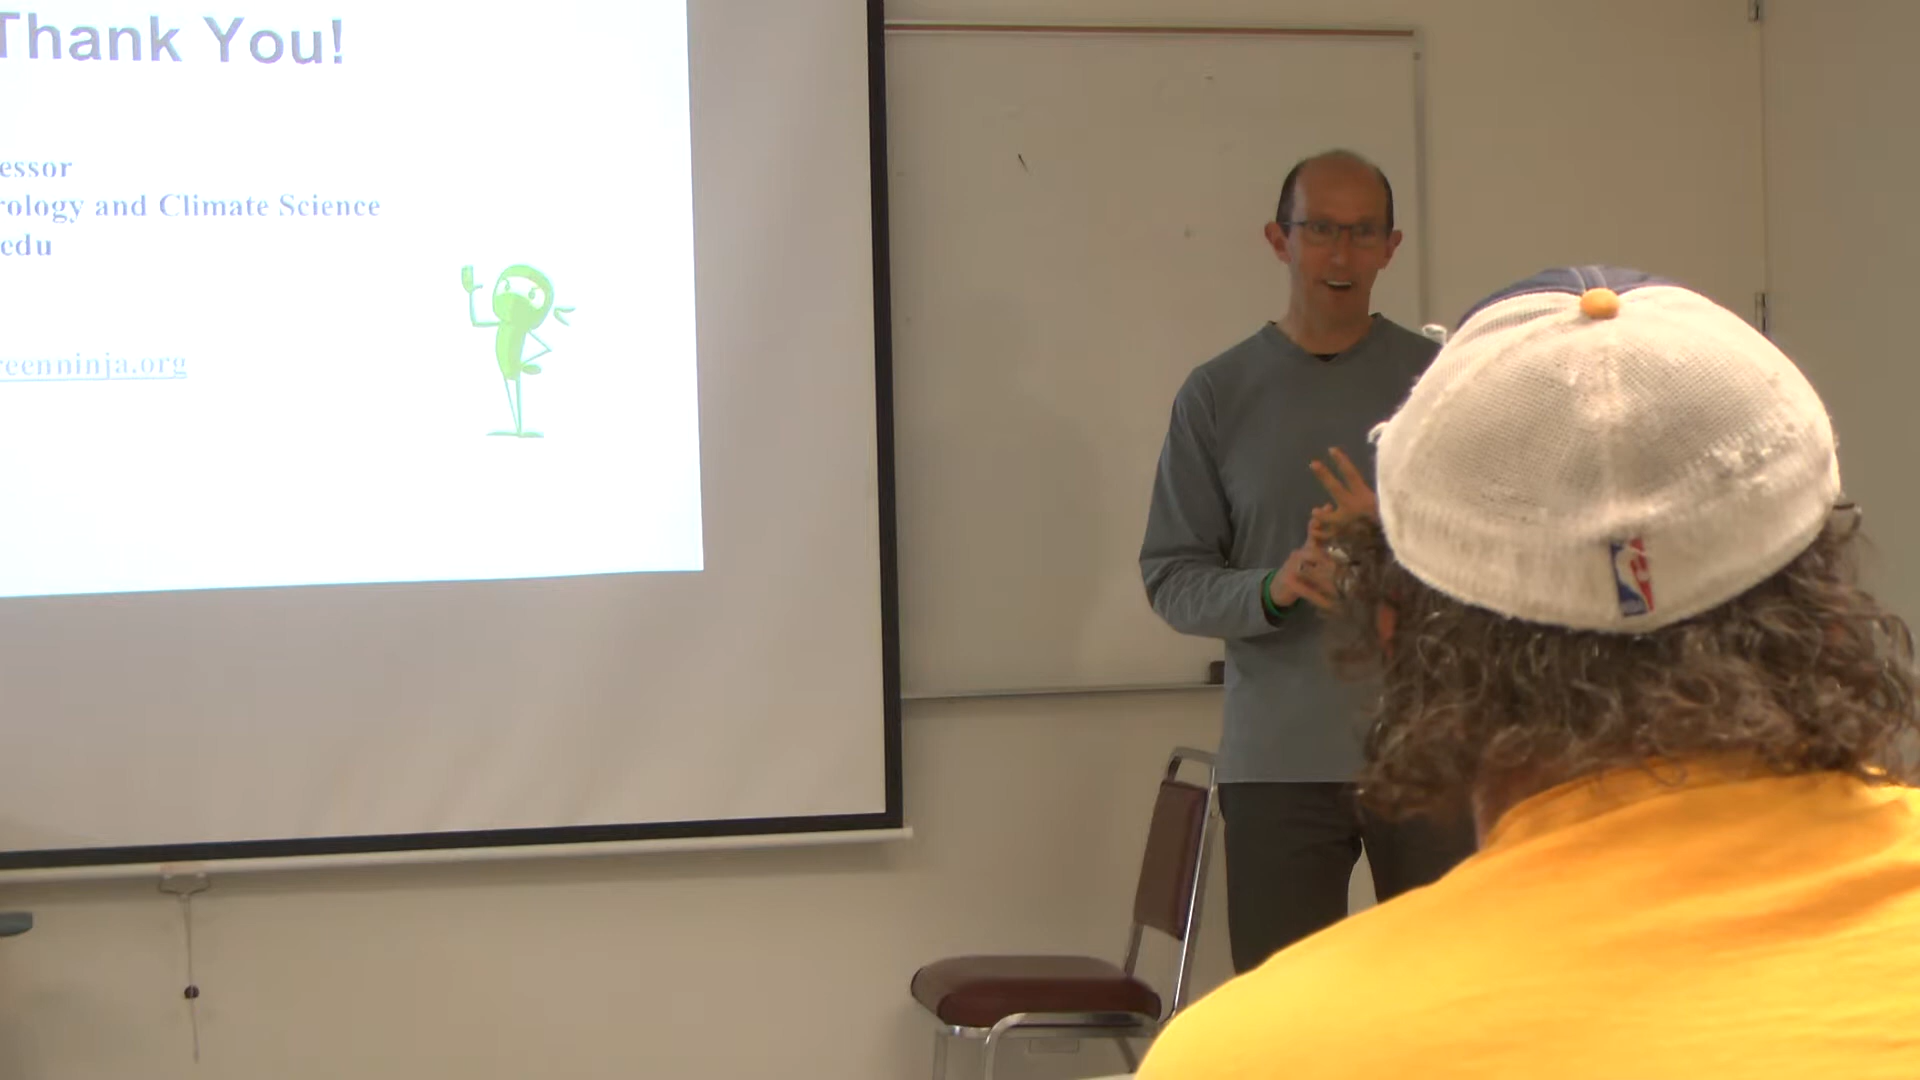 Thank You!
essor
rology and Climate Science
edu
reenninja.org